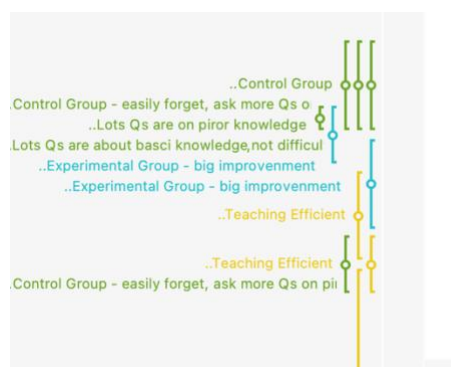 ..Control Group
.Control Group - easily forget, ask more Qs o
..Lots Qs are on piror knowledge
.Lots Qs are about basci knowledge,not difficul
..Experimental Group - big improvenment
..Experimental Group - big improvenment
..Teaching Efficient
..Teaching Efficient
.Control Group - easily forget, ask more Qs on pii